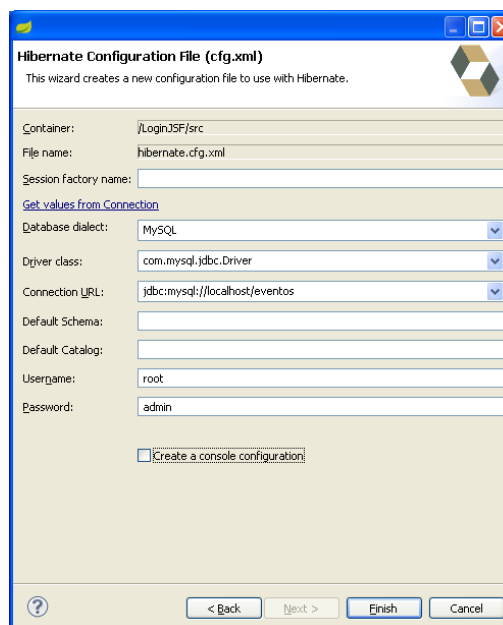 Hibernate Configuration File (cfg.xml)
This wizard creates a new configuration file to use with Hibernate.
Container: /LoginJSF/src
File name: hibernate.cfg.xml
Session factory name:
Get values from Connection
Database dialect: MySQL
Driver class: com.mysql.jdbc.Driver
Connection URL: jdbc:mysql://localhost/eventos
Default Schema:
Default Catalog:
Username: root
Password: admin
Create a console configuration
? < Back Next > Finish Cancel